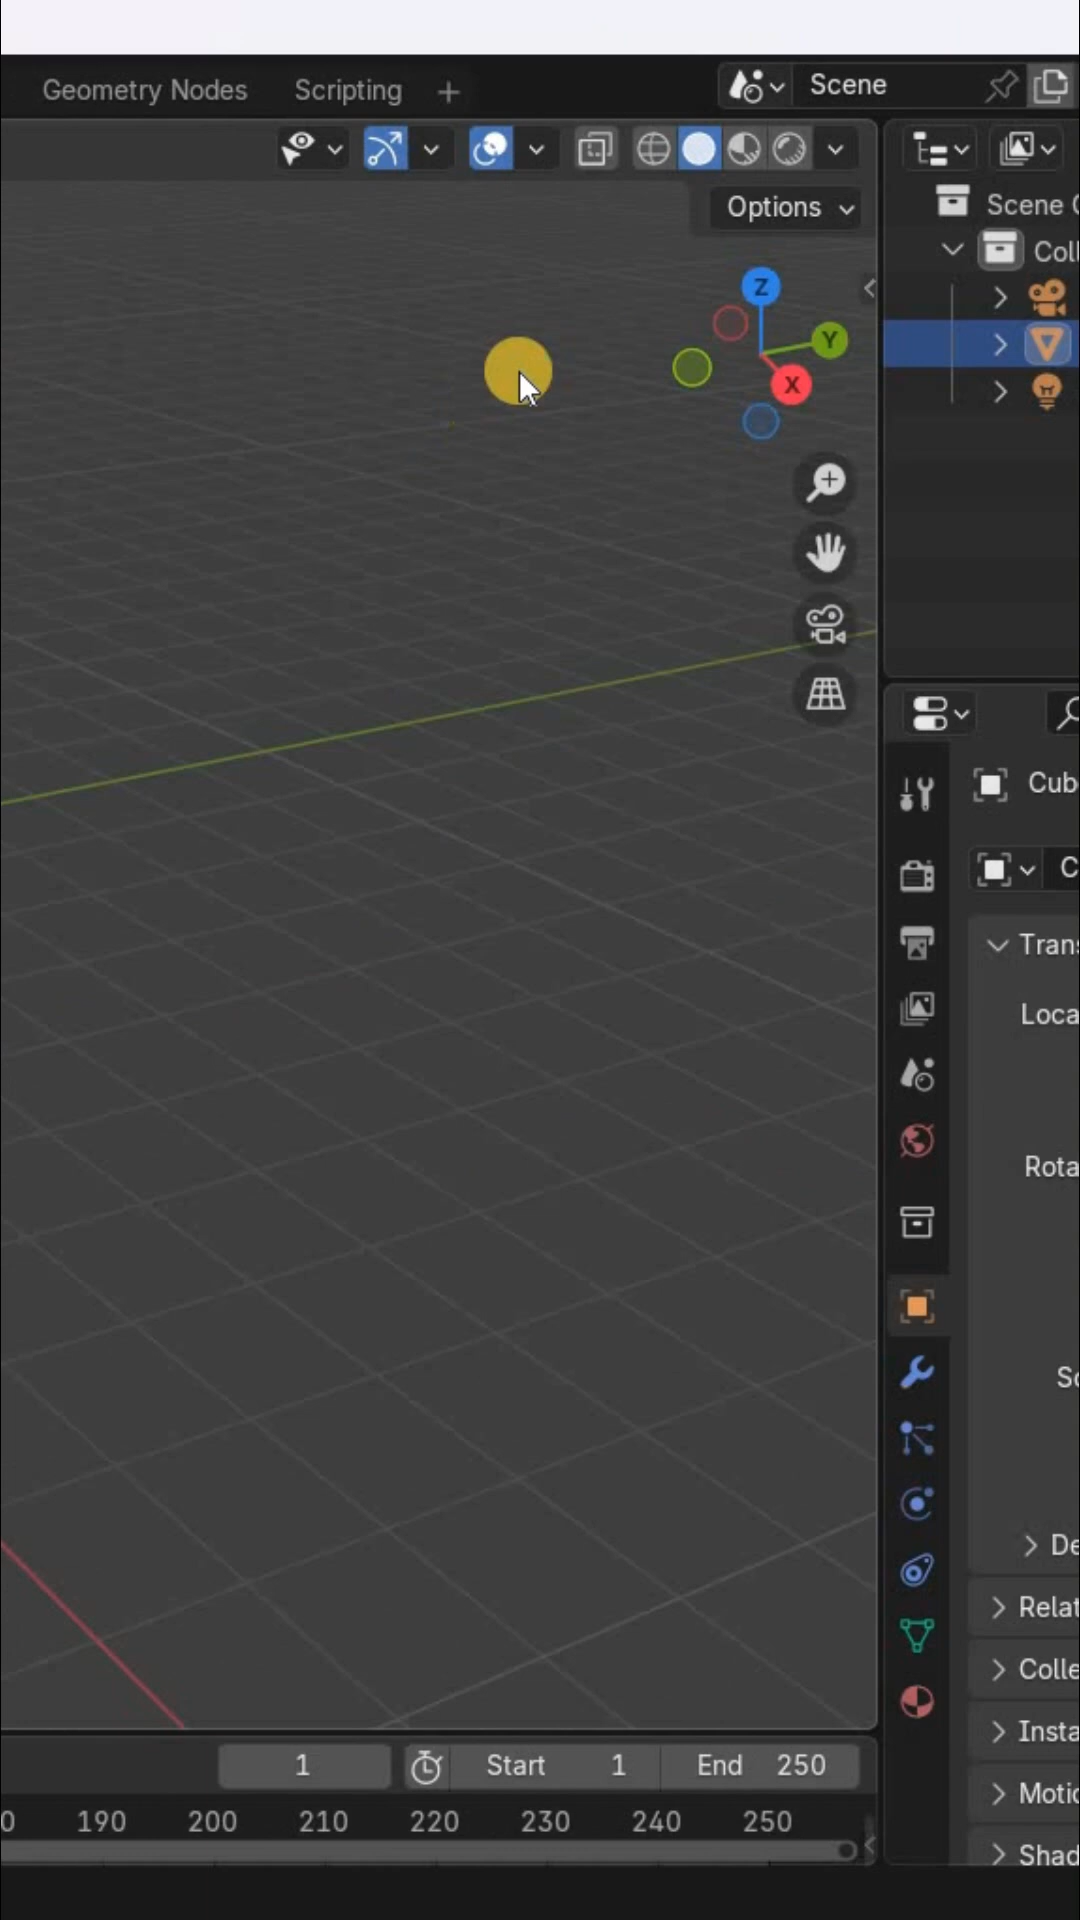 Geometry Nodes Scripting + Scene
Options
Scene C
Coll
Z
Y
X
Cub
C
Trans
Loca
Rota
Sc
De
Relat
Colle
Insta
Motic
Shad
1 Start 1 End 250
0 190 200 210 220 230 240 250